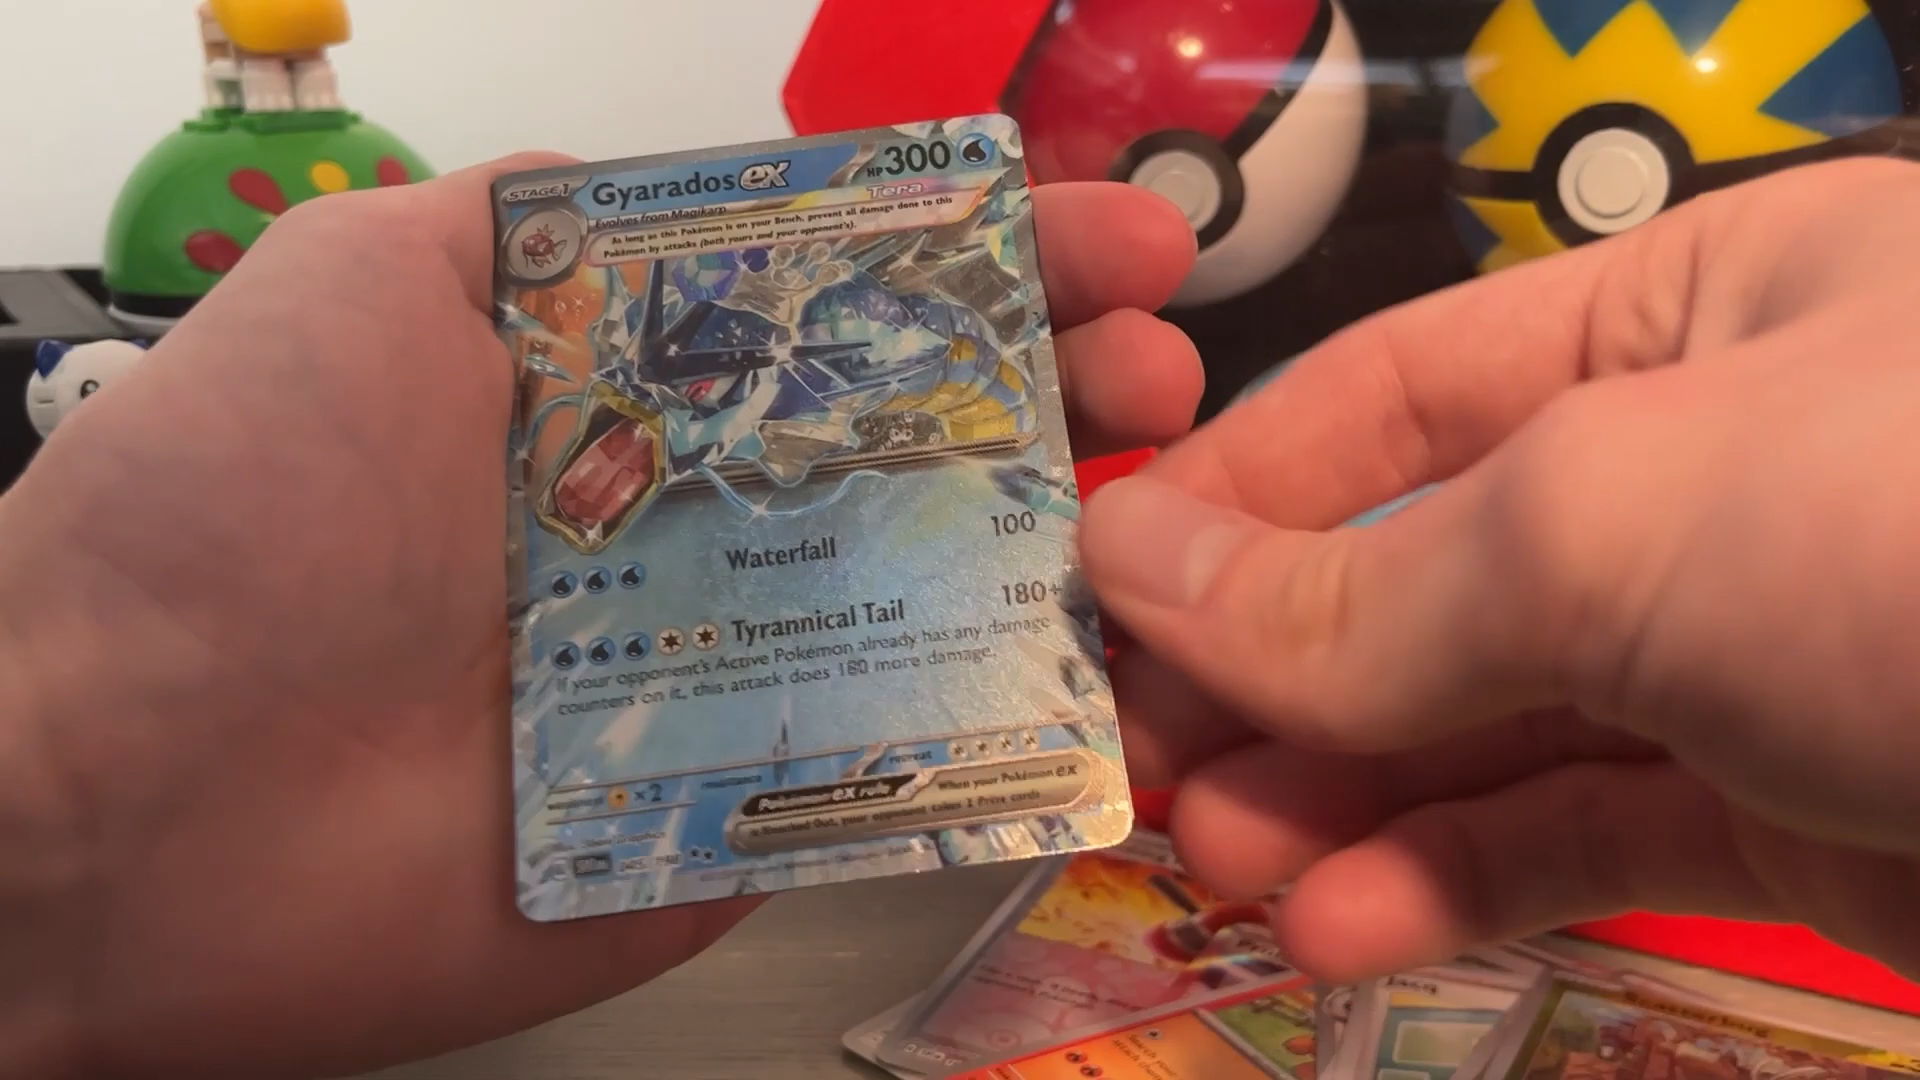 STAGE 1 Gyarados ex HP 300
Evolves from Magikarp Tera
As long as this Pokémon is on your Bench, prevent all damage done to this
Pokémon by attacks (both yours and your opponent's).
Waterfall 100
Tyrannical Tail 180+
If your opponent's Active Pokémon already has any damage
counters on it, this attack does 180 more damage.
weakness ×2 resistance retreat
Pokémon ex rule When your Pokémon ex
is Knocked Out, your opponent takes 2 Prize cards